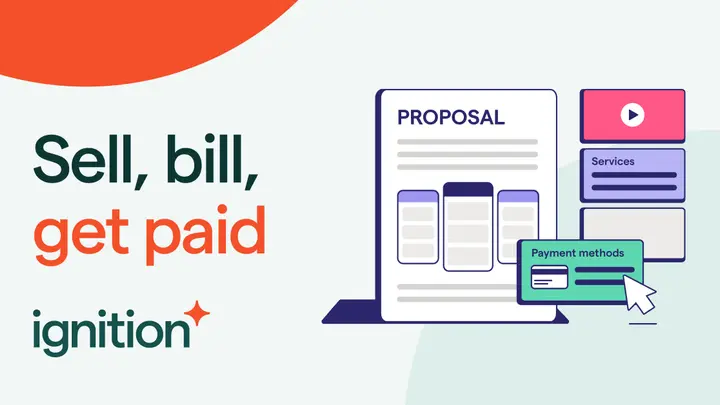 Sell, bill,
get paid
ignition
PROPOSAL
Services
Payment methods